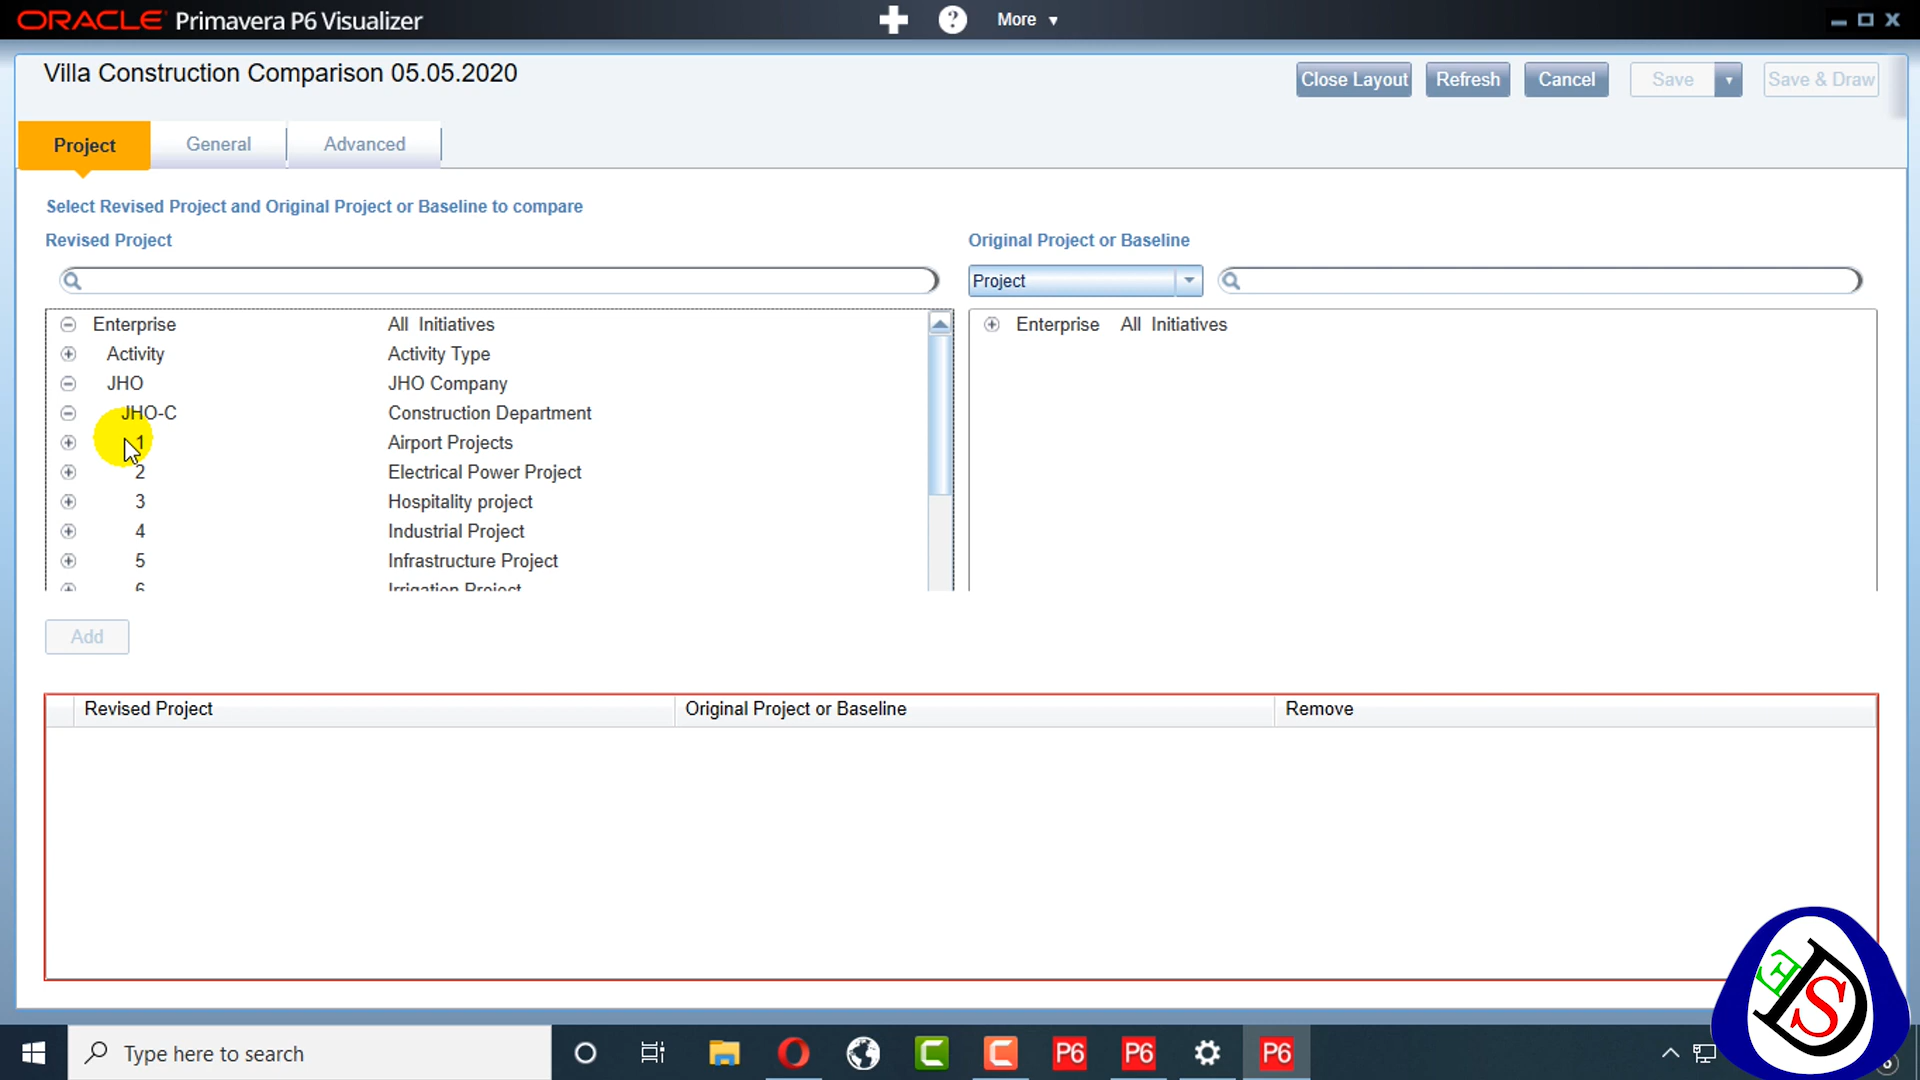 ORACLE Primavera P6 Visualizer
More
Villa Construction Comparison 05.05.2020
Close Layout
Refresh
Cancel
Save
Save & Draw
Project
General
Advanced
Select Revised Project and Original Project or Baseline to compare
Revised Project
Original Project or Baseline
Project
Enterprise All Initiatives
Activity Activity Type
JHO JHO Company
JHO-C Construction Department
1 Airport Projects
2 Electrical Power Project
3 Hospitality project
4 Industrial Project
5 Infrastructure Project
6 Irrigation Project
Enterprise All Initiatives
Add
Revised Project
Original Project or Baseline
Remove
Type here to search
P6
P6
P6
E
D
S